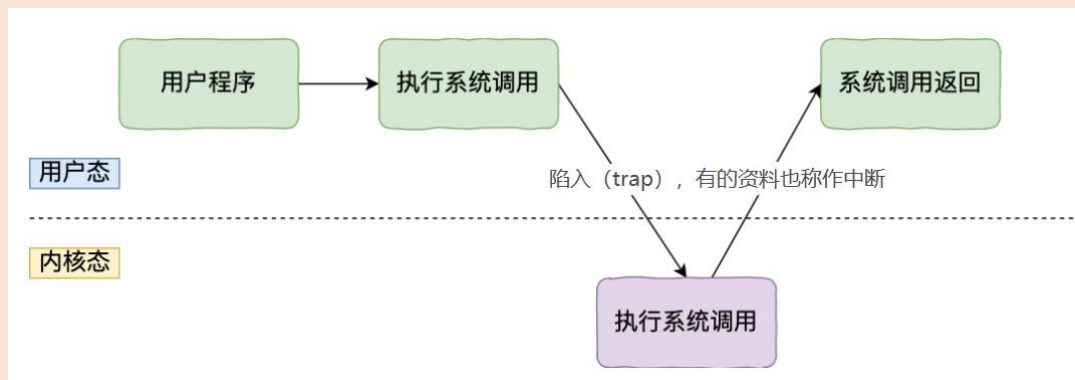 用户程序
执行系统调用
系统调用返回
用户态
陷入（trap），有的资料也称作中断
内核态
执行系统调用